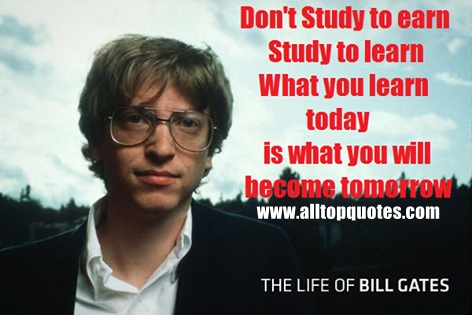 Don't Study to earn
Study to learn
What you learn
today
is what you will
become tomorrow
www.alltopquotes.com
THE LIFE OF BILL GATES